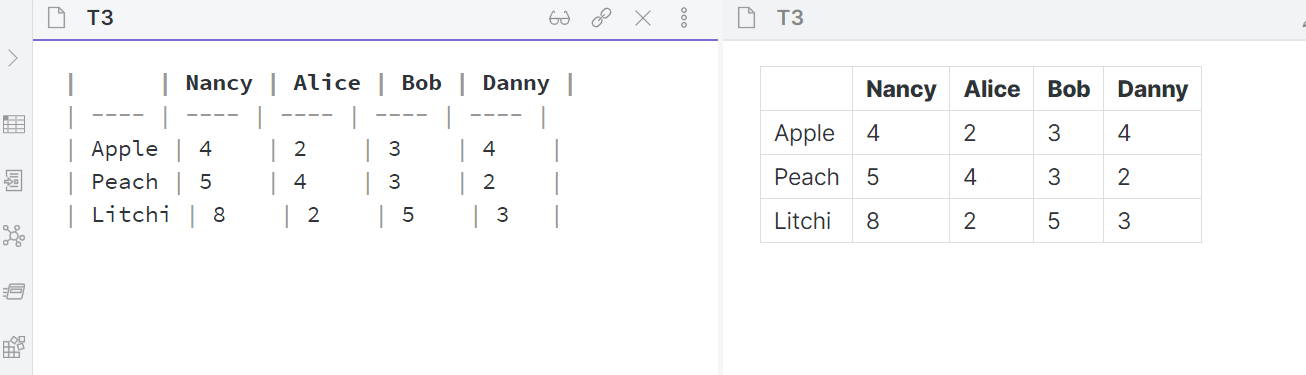 T3
|      | Nancy | Alice | Bob | Danny |
| ---- | ---- | ---- | ---- | ---- |
| Apple | 4    | 2    | 3    | 4    |
| Peach | 5    | 4    | 3    | 2    |
| Litchi | 8    | 2    | 5    | 3   |
T3
Nancy Alice Bob Danny
Apple 4 2 3 4
Peach 5 4 3 2
Litchi 8 2 5 3